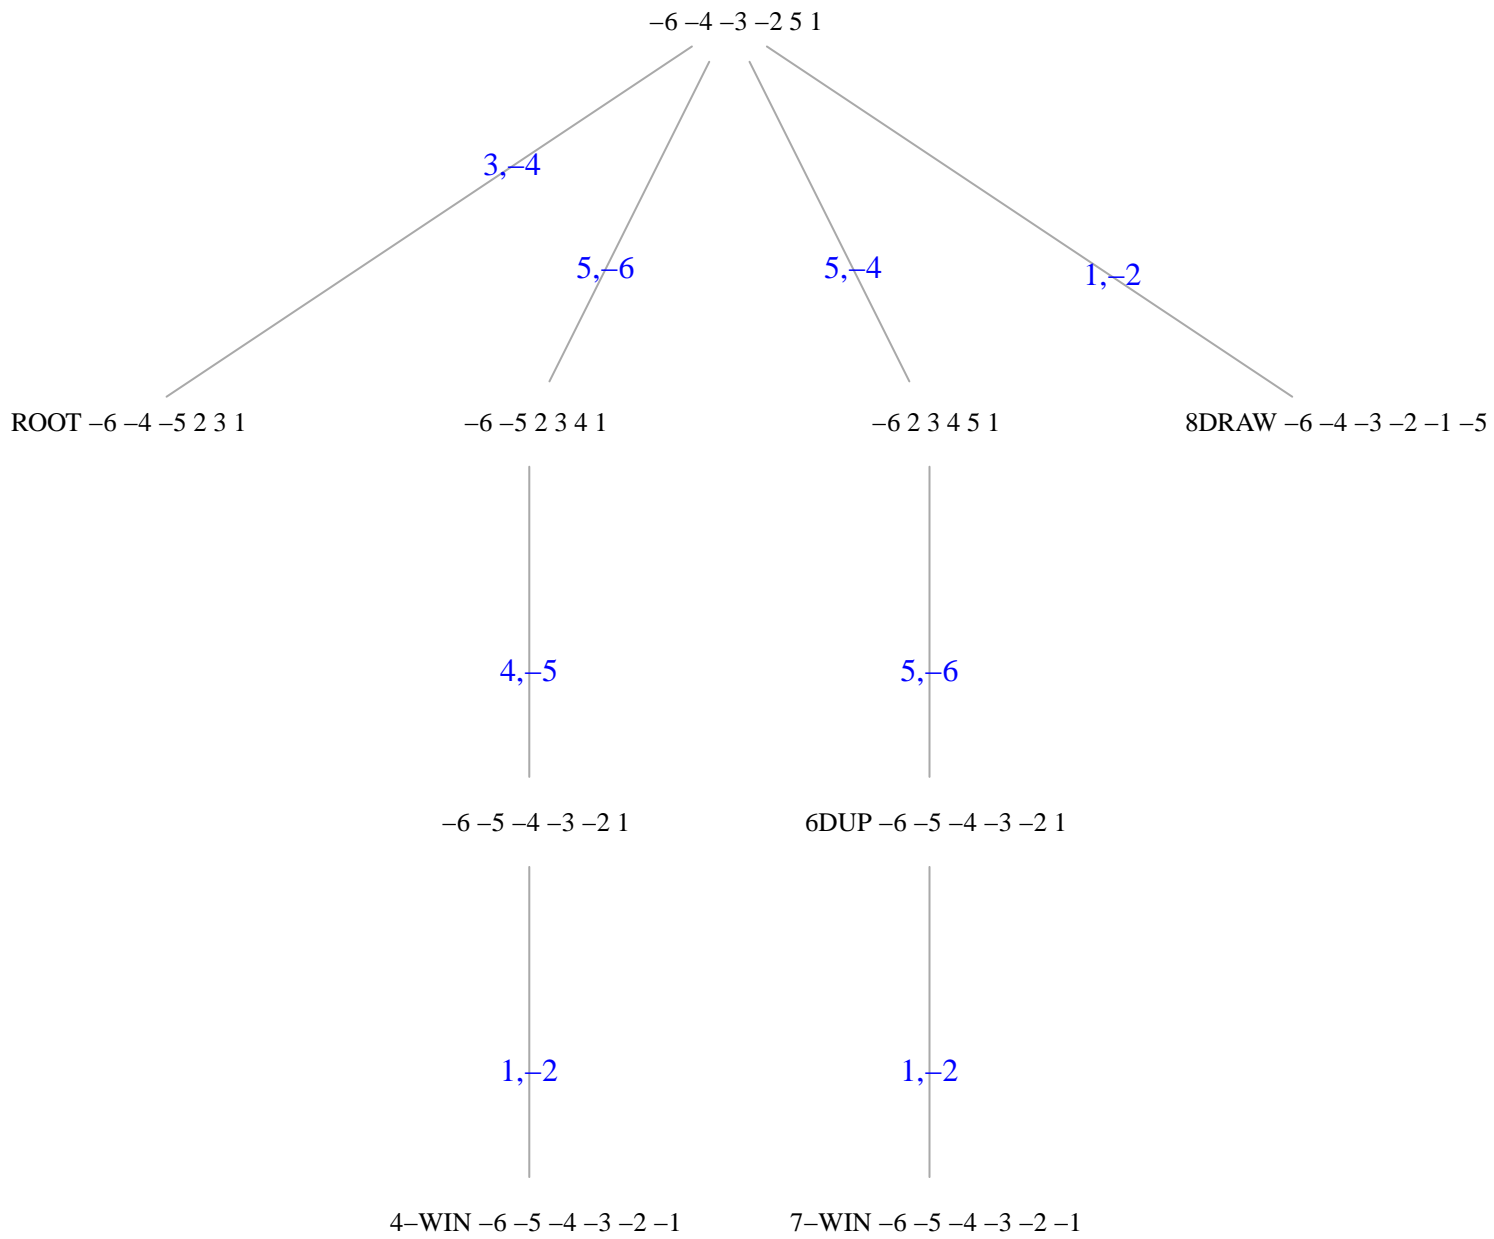 –6 –4 –3 –2 5 1
3,–4
5,–6
5,–4
1,–2
ROOT –6 –4 –5 2 3 1
–6 –5 2 3 4 1
–6 2 3 4 5 1
8DRAW –6 –4 –3 –2 –1 –5
4,–5
5,–6
–6 –5 –4 –3 –2 1
6DUP –6 –5 –4 –3 –2 1
1,–2
1,–2
4–WIN –6 –5 –4 –3 –2 –1
7–WIN –6 –5 –4 –3 –2 –1